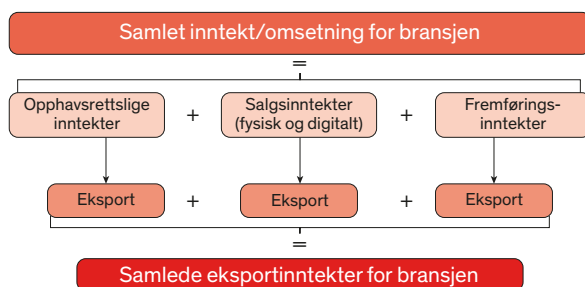 Samlet inntekt/omsetning for bransjen
=
Opphavsrettslige
inntekter
+
Salgsinntekter
(fysisk og digitalt)
+
Fremførings-
inntekter
Eksport + Eksport + Eksport
=
Samlede eksportinntekter for bransjen